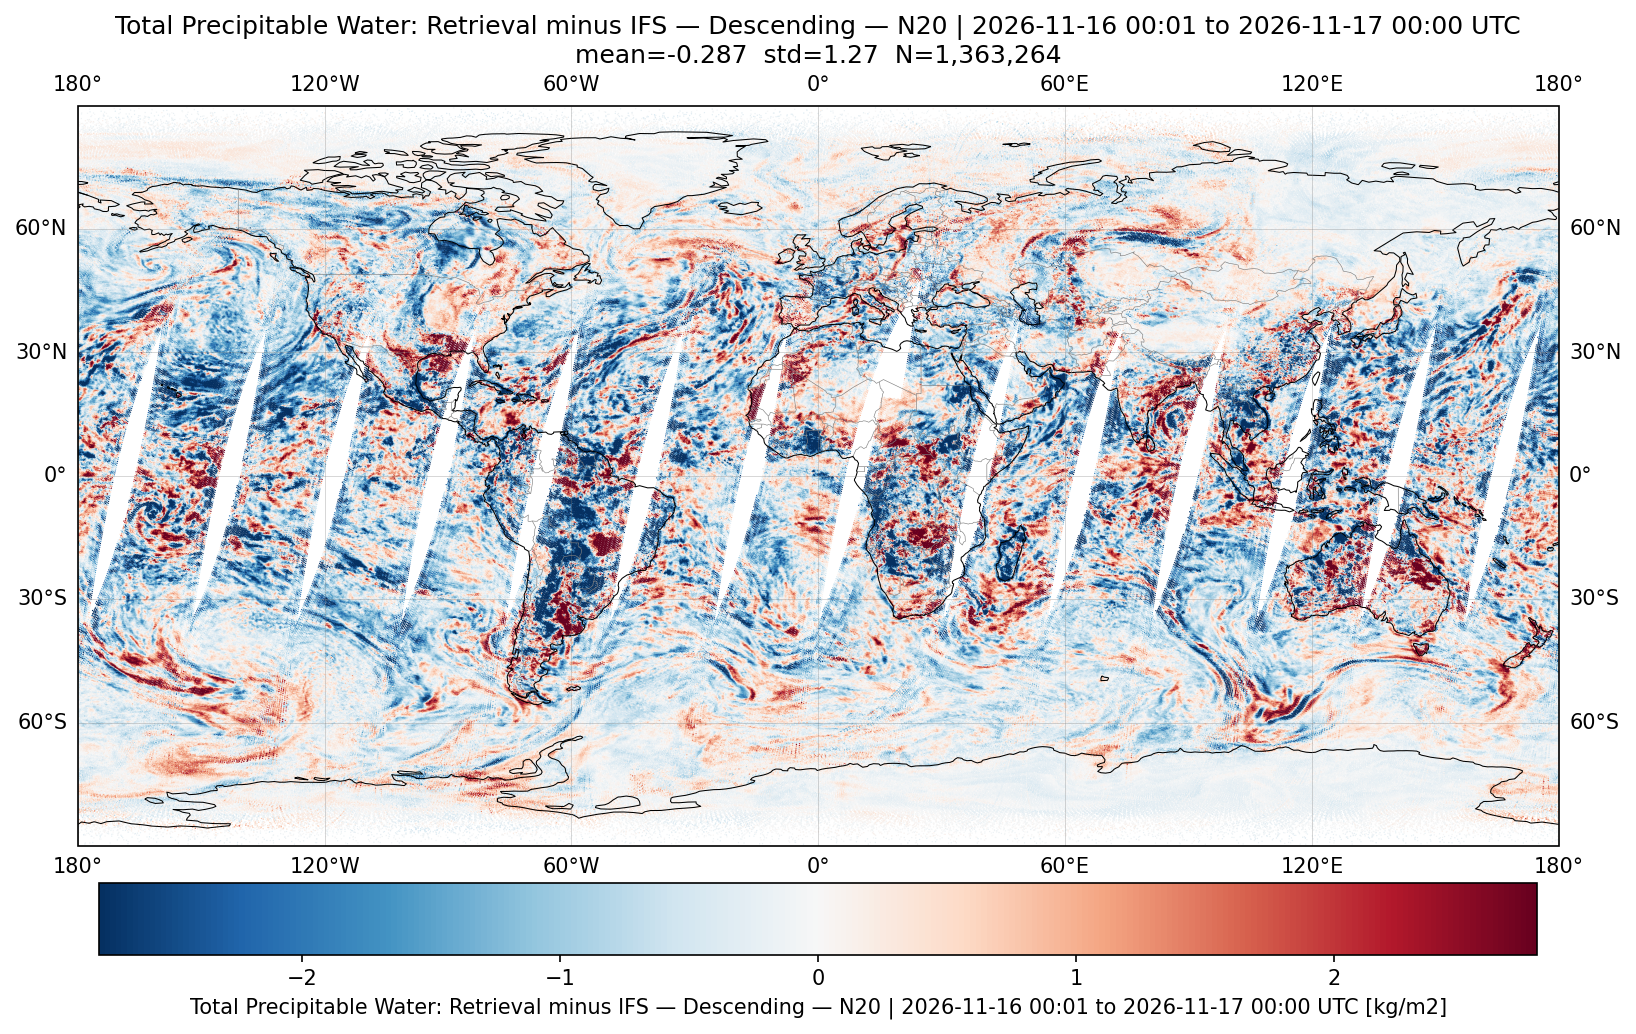 Total Precipitable Water: Retrieval minus IFS — Descending — N20 | 2026-11-16 00:01 to 2026-11-17 00:00 UTC
mean=-0.287  std=1.27  N=1,363,264
180° 120°W 60°W 0° 60°E 120°E 180°
60°N 60°N
30°N 30°N
0° 0°
30°S 30°S
60°S 60°S
180° 120°W 60°W 0° 60°E 120°E 180°
−2 −1 0 1 2
Total Precipitable Water: Retrieval minus IFS — Descending — N20 | 2026-11-16 00:01 to 2026-11-17 00:00 UTC [kg/m2]